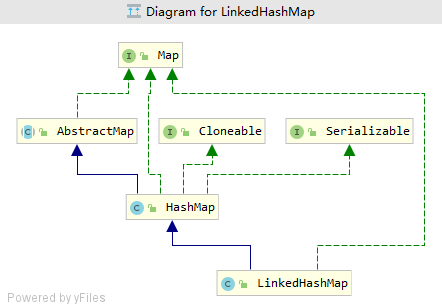 Diagram for LinkedHashMap
I Map
C AbstractMap
I Cloneable
I Serializable
C HashMap
C LinkedHashMap
Powered by yFiles